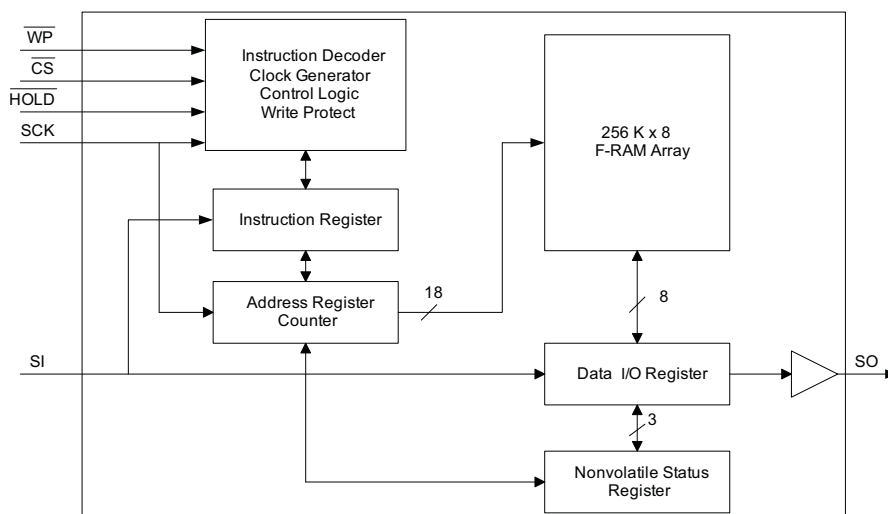 WP
CS
HOLD
SCK
Instruction Decoder
Clock Generator
Control Logic
Write Protect
256 K x 8
F-RAM Array
Instruction Register
Address Register
Counter
18
8
SI
Data I/O Register
SO
3
Nonvolatile Status
Register